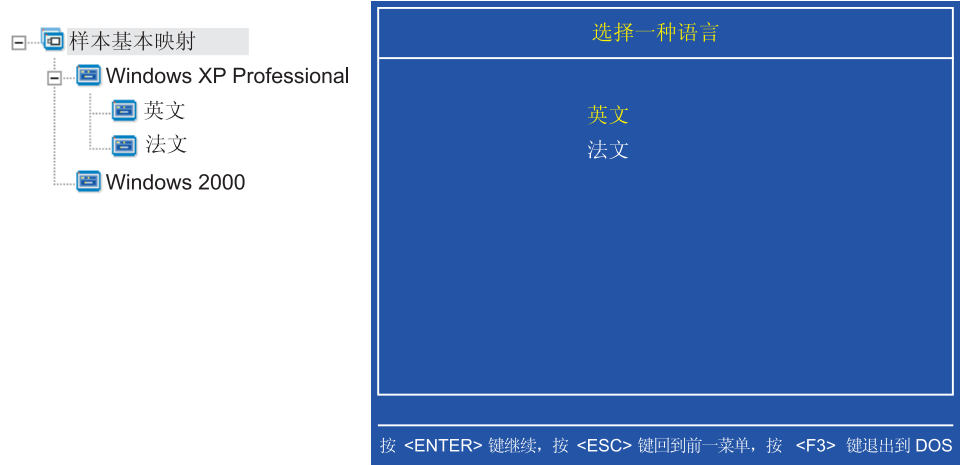 样本基本映射
Windows XP Professional
英文
法文
Windows 2000
选择一种语言
英文
法文
按 <ENTER> 键继续，按 <ESC> 键回到前一菜单，按 <F3> 键退出到 DOS